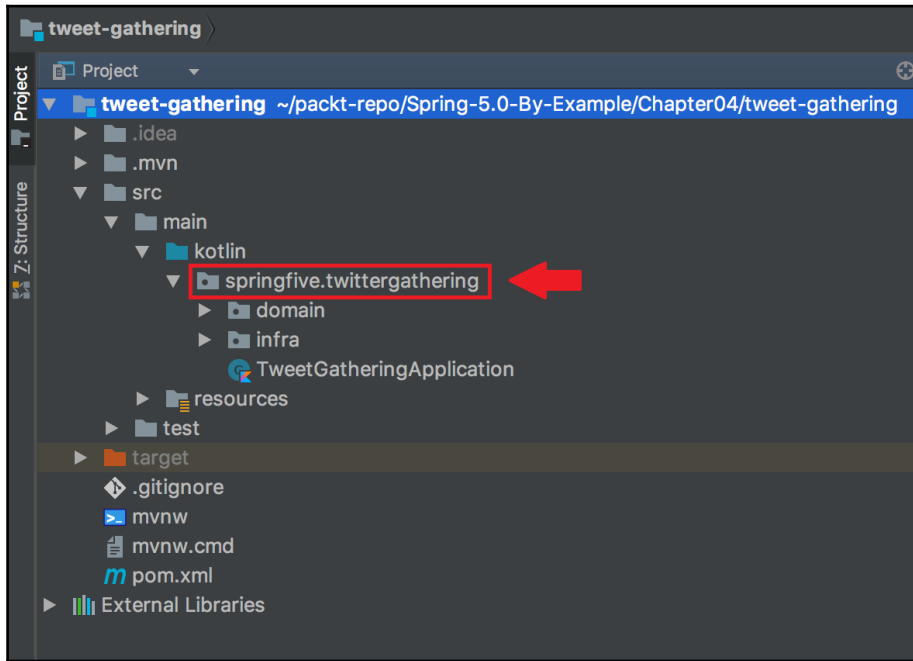 tweet-gathering
Project
Project
Z: Structure
tweet-gathering ~/packt-repo/Spring-5.0-By-Example/Chapter04/tweet-gathering
.idea
.mvn
src
main
kotlin
springfive.twittergathering
domain
infra
TweetGatheringApplication
resources
test
target
.gitignore
mvnw
mvnw.cmd
pom.xml
External Libraries